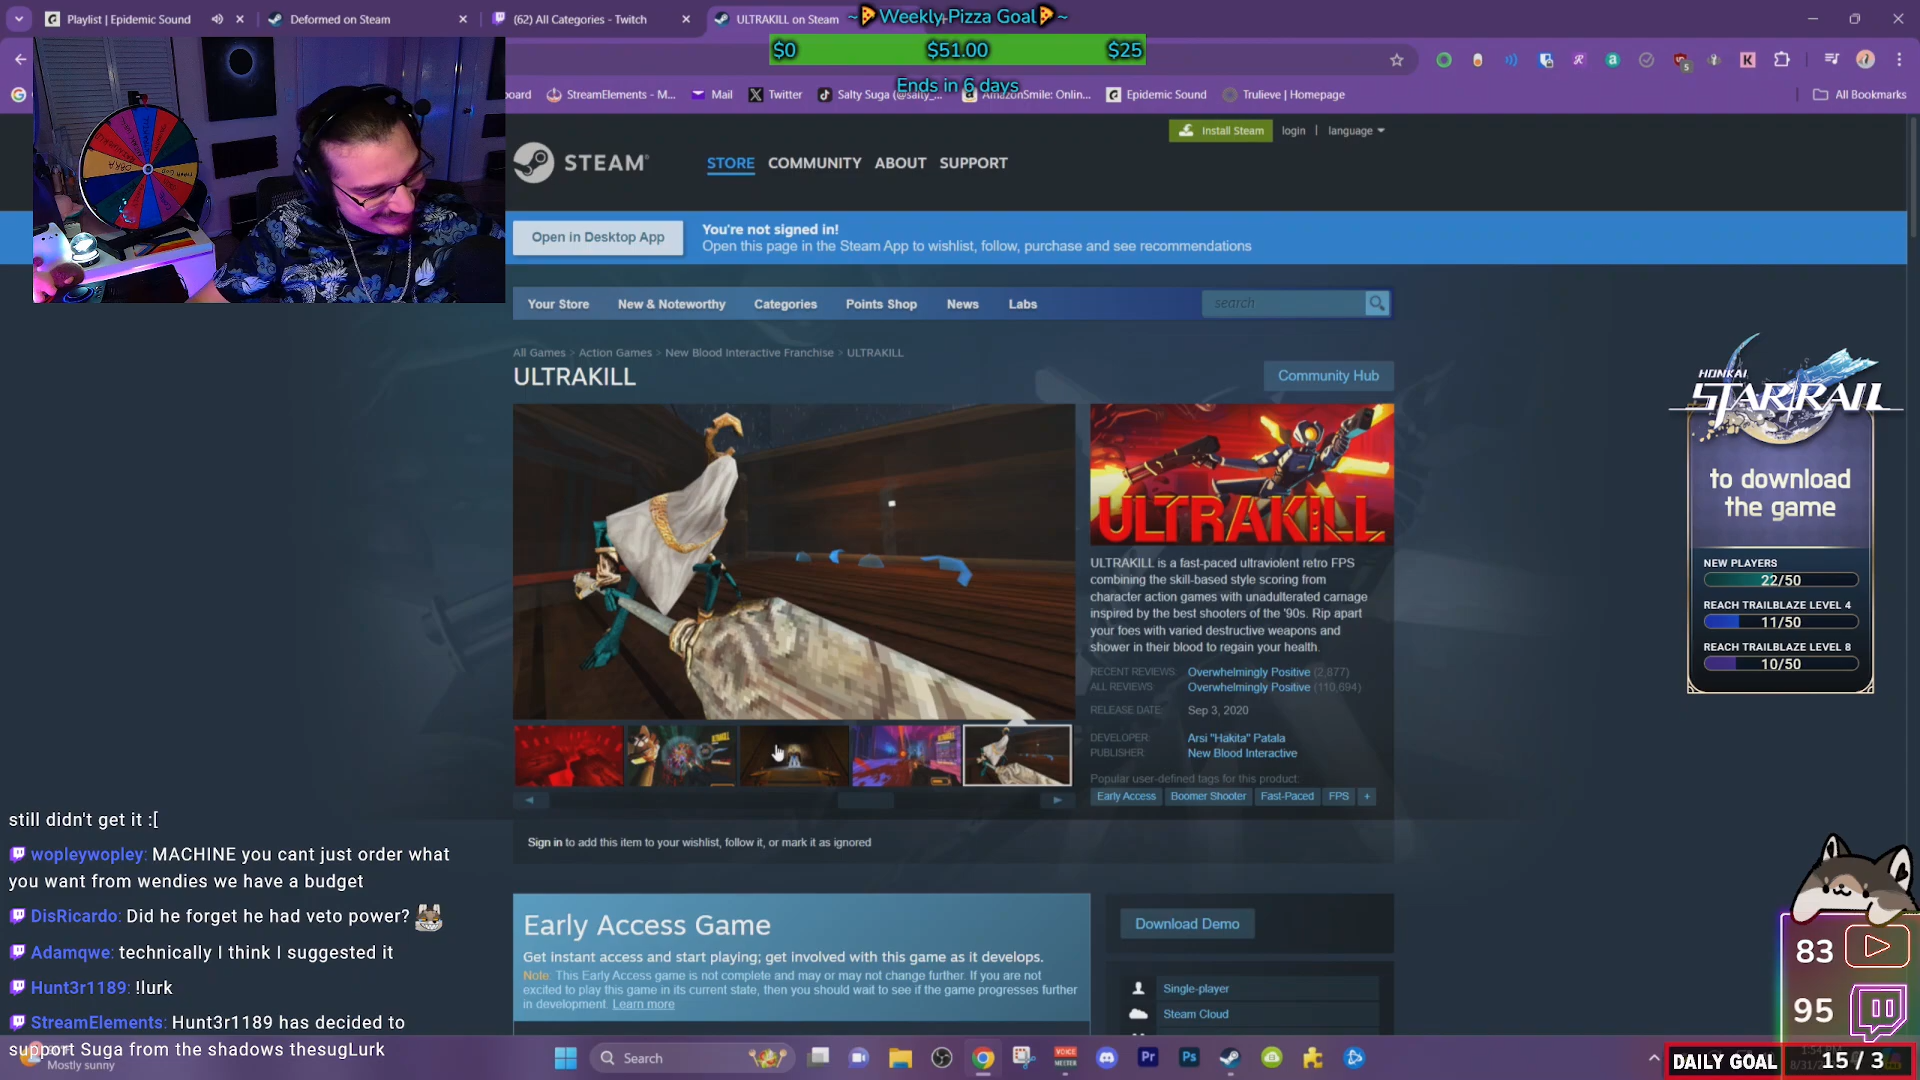 Playlist | Epidemic Sound
Deformed on Steam
(62) All Categories - Twitch
ULTRAKILL on Steam
~🍕Weekly Pizza Goal🍕~
$0 $51.00 $25
Ends in 6 days
oard
StreamElements - M...
Mail
Twitter
Salty Suga (@salty_...
AmazonSmile: Onlin...
Epidemic Sound
Trulieve | Homepage
All Bookmarks
Install Steam login | language
STEAM
STORE COMMUNITY ABOUT SUPPORT
Open in Desktop App
You're not signed in!
Open this page in the Steam App to wishlist, follow, purchase and see recommendations
Your Store New & Noteworthy Categories Points Shop News Labs search
All Games > Action Games > New Blood Interactive Franchise > ULTRAKILL
ULTRAKILL
Community Hub
ULTRAKILL
ULTRAKILL is a fast-paced ultraviolent retro FPS
combining the skill-based style scoring from
character action games with unadulterated carnage
inspired by the best shooters of the '90s. Rip apart
your foes with varied destructive weapons and
shower in their blood to regain your health.
RECENT REVIEWS: Overwhelmingly Positive (2,877)
ALL REVIEWS: Overwhelmingly Positive (110,694)
RELEASE DATE: Sep 3, 2020
DEVELOPER: Arsi "Hakita" Patala
PUBLISHER: New Blood Interactive
Popular user-defined tags for this product:
Early Access Boomer Shooter Fast-Paced FPS +
Sign in to add this item to your wishlist, follow it, or mark it as ignored
Early Access Game
Get instant access and start playing; get involved with this game as it develops.
Note: This Early Access game is not complete and may or may not change further. If you are not
excited to play this game in its current state, then you should wait to see if the game progresses further
in development. Learn more
Download Demo
Single-player
Steam Cloud
HONKAI
STAR RAIL
to download
the game
NEW PLAYERS
22/50
REACH TRAILBLAZE LEVEL 4
11/50
REACH TRAILBLAZE LEVEL 8
10/50
still didn't get it :[
wopleywopley: MACHINE you cant just order what
you want from wendies we have a budget
DisRicardo: Did he forget he had veto power?
Adamqwe: technically I think I suggested it
Hunt3r1189: !lurk
StreamElements: Hunt3r1189 has decided to
support Suga from the shadows thesugLurk
Mostly sunny
Search
83
95
DAILY GOAL 15 / 3